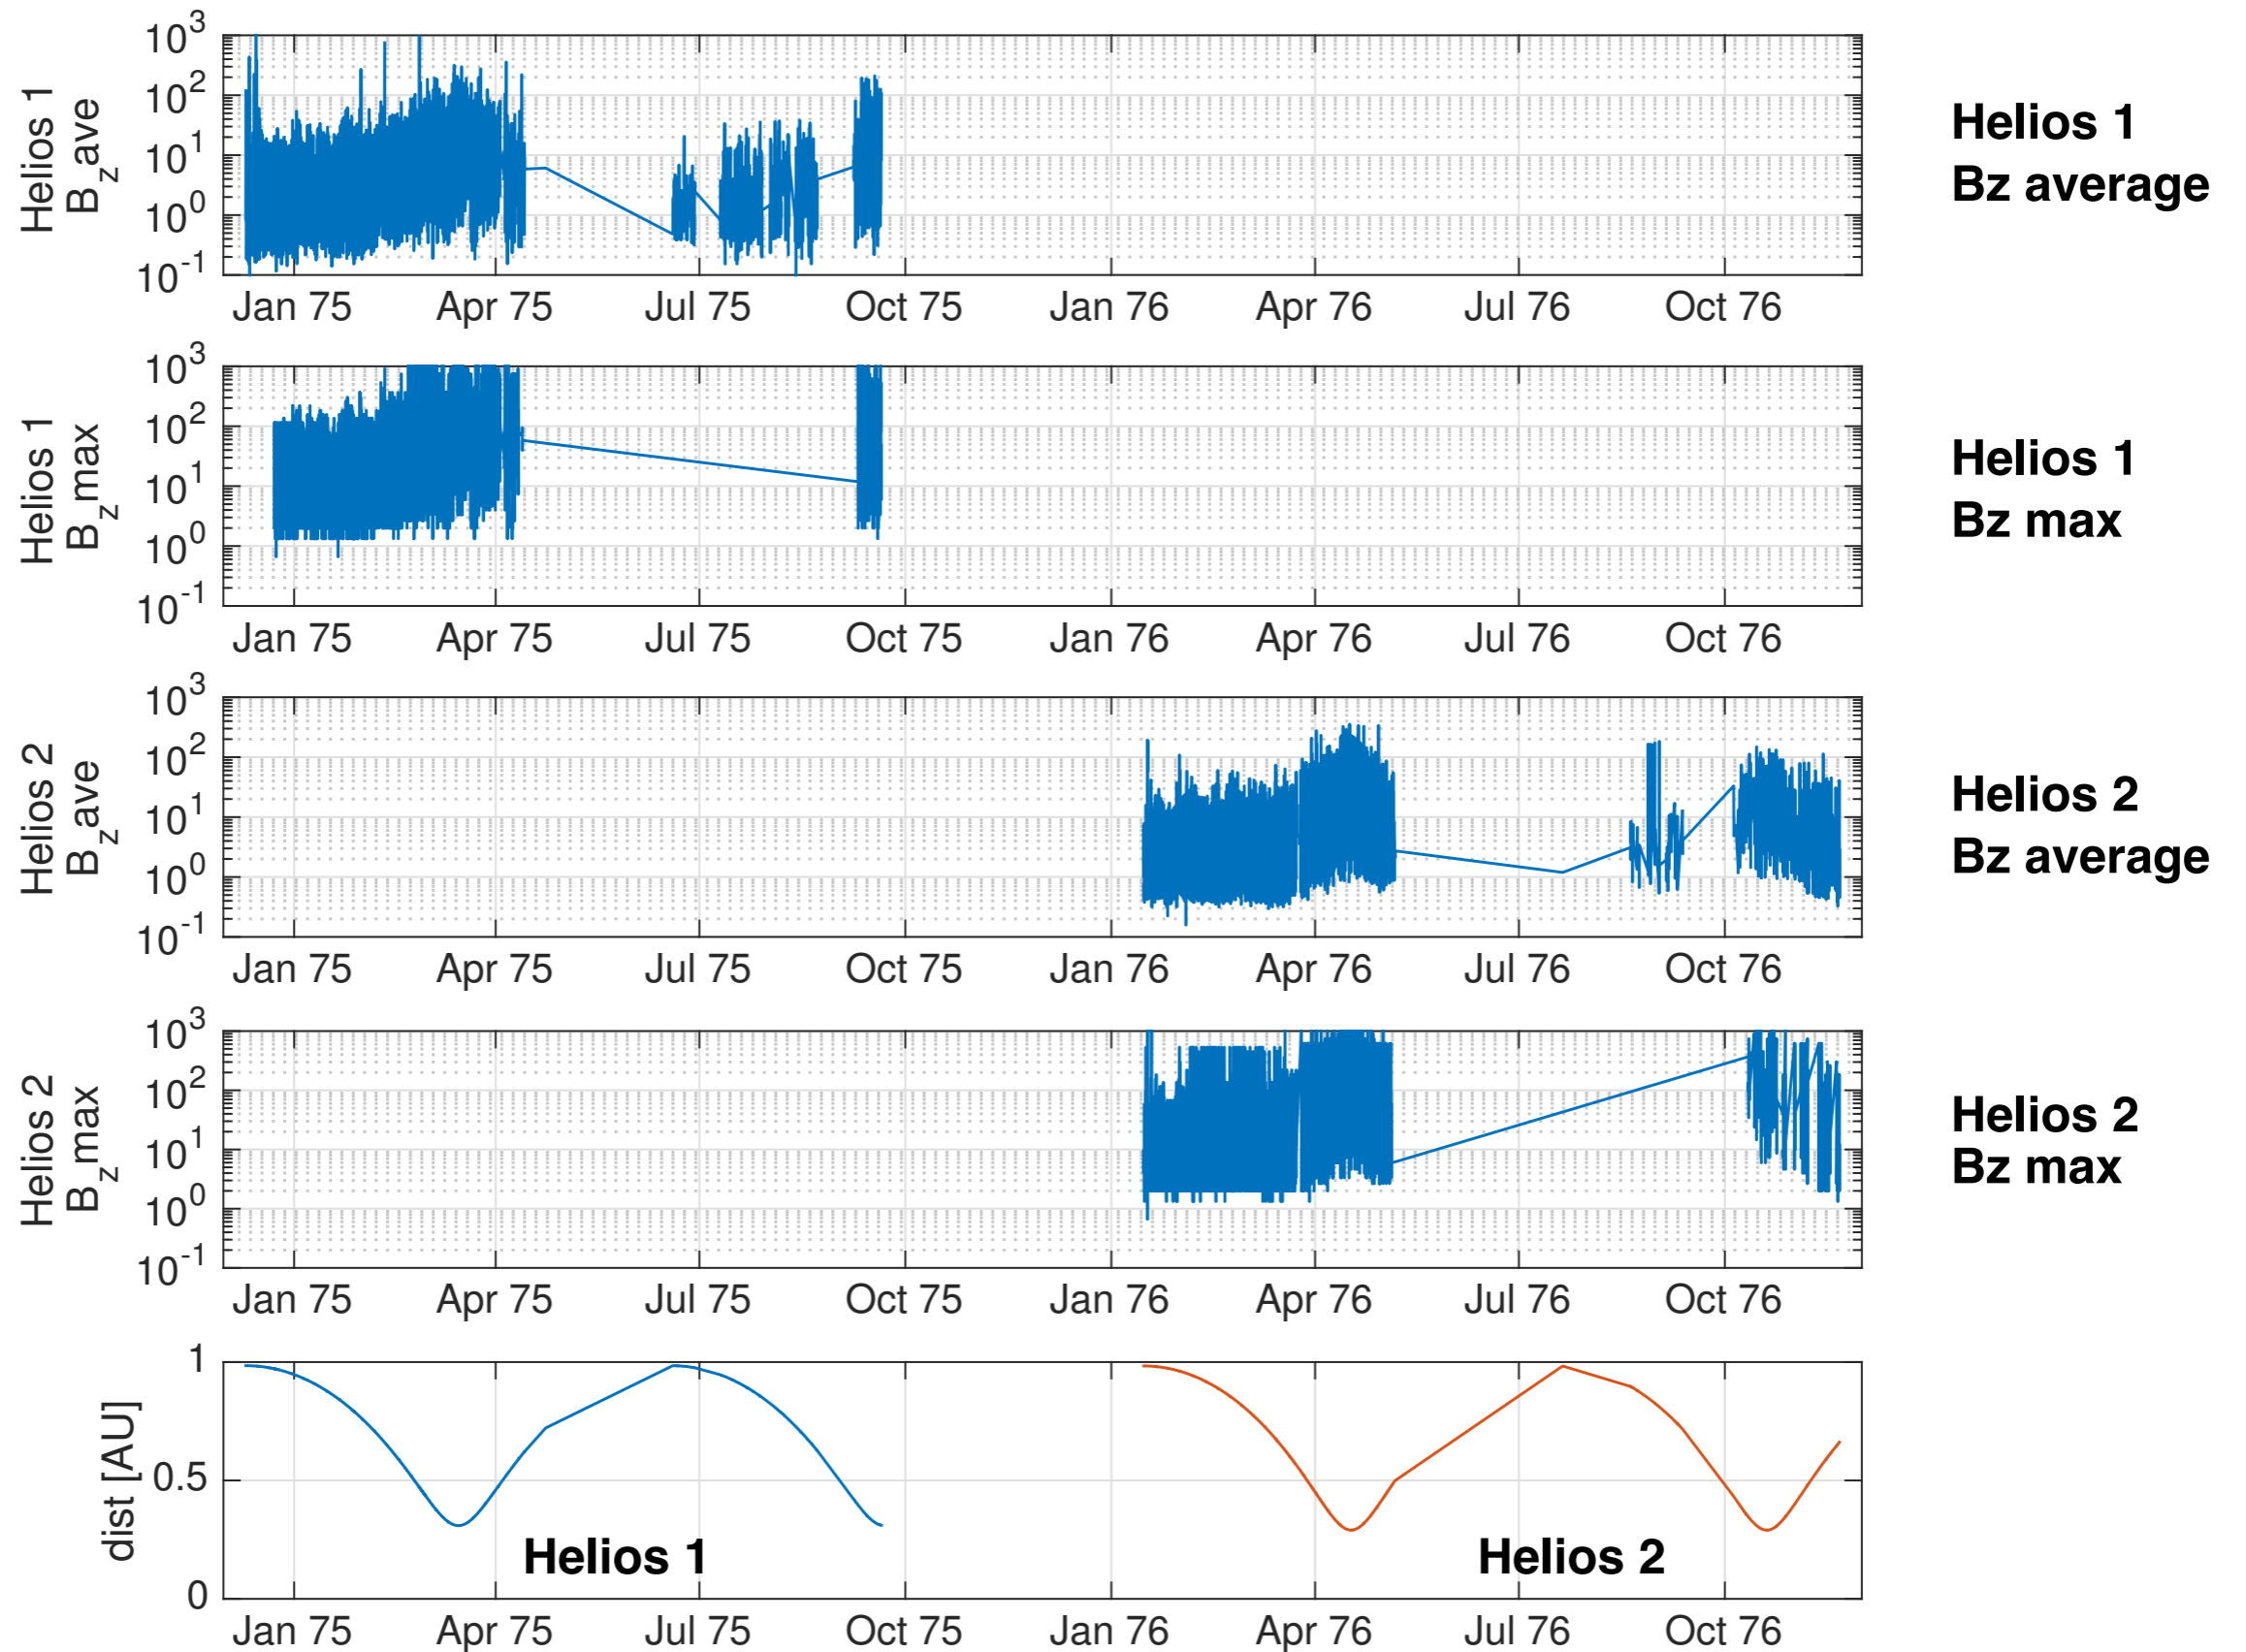 Helios 1
B_z ave
10^3
10^2
10^1
10^0
10^-1
Jan 75 Apr 75 Jul 75 Oct 75 Jan 76 Apr 76 Jul 76 Oct 76
Helios 1
Bz average
Helios 1
B_z max
10^3
10^2
10^1
10^0
10^-1
Jan 75 Apr 75 Jul 75 Oct 75 Jan 76 Apr 76 Jul 76 Oct 76
Helios 1
Bz max
Helios 2
B_z ave
10^3
10^2
10^1
10^0
10^-1
Jan 75 Apr 75 Jul 75 Oct 75 Jan 76 Apr 76 Jul 76 Oct 76
Helios 2
Bz average
Helios 2
B_z max
10^3
10^2
10^1
10^0
10^-1
Jan 75 Apr 75 Jul 75 Oct 75 Jan 76 Apr 76 Jul 76 Oct 76
Helios 2
Bz max
dist [AU]
1
0.5
0
Helios 1 Helios 2
Jan 75 Apr 75 Jul 75 Oct 75 Jan 76 Apr 76 Jul 76 Oct 76